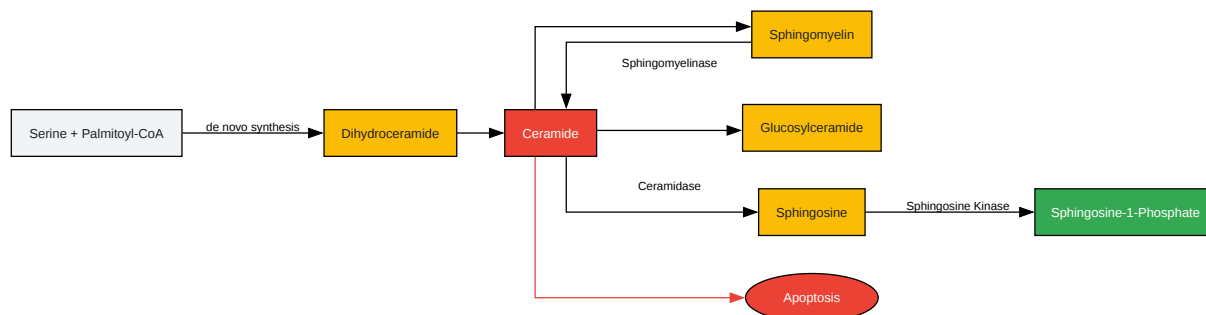 Sphingomyelin
Sphingomyelinase
Serine + Palmitoyl-CoA
de novo synthesis
Dihydroceramide
Ceramide
Glucosylceramide
Ceramidase
Sphingosine
Sphingosine Kinase
Sphingosine-1-Phosphate
Apoptosis